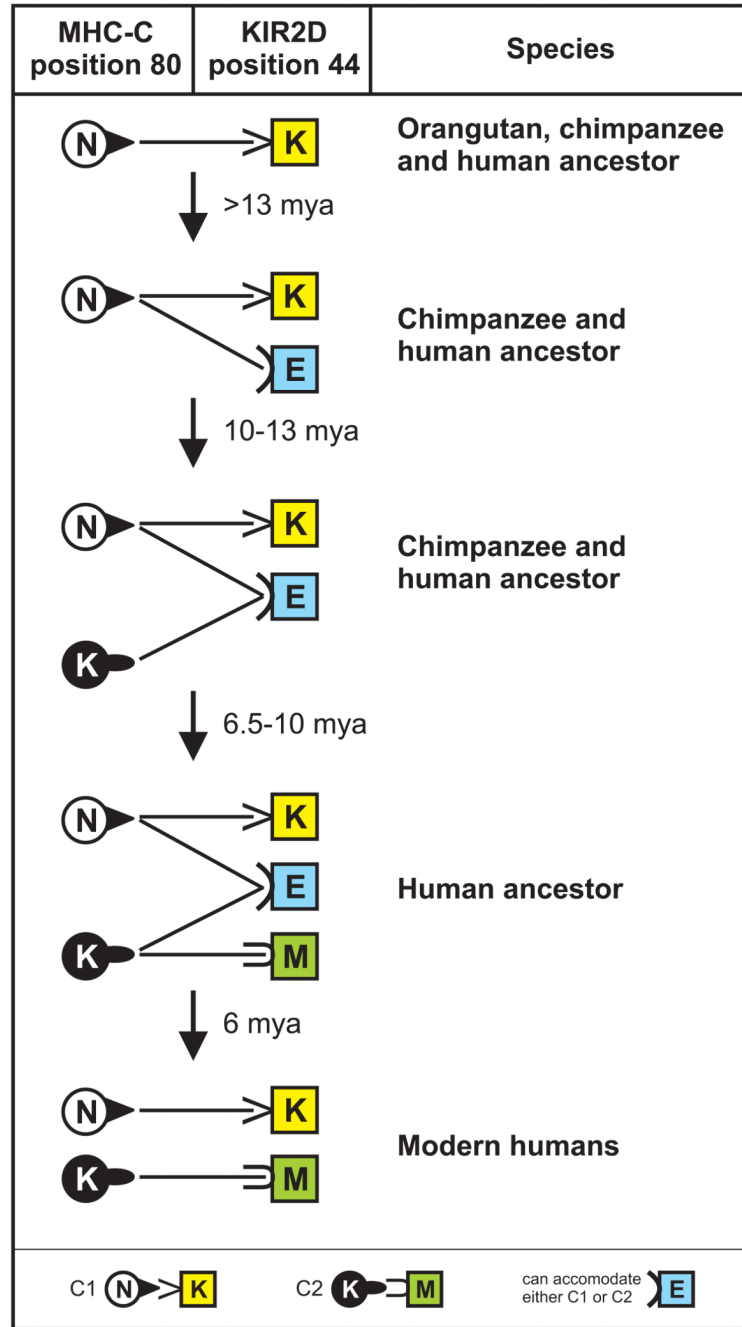 MHC-C
position 80
KIR2D
position 44
Species
N
K
Orangutan, chimpanzee
and human ancestor
>13 mya
N
K
E
Chimpanzee and
human ancestor
10-13 mya
N
K
E
K
Chimpanzee and
human ancestor
6.5-10 mya
N
K
E
K
M
Human ancestor
6 mya
N
K
K
M
Modern humans
C1 N K
C2 K M
can accomodate
either C1 or C2
E